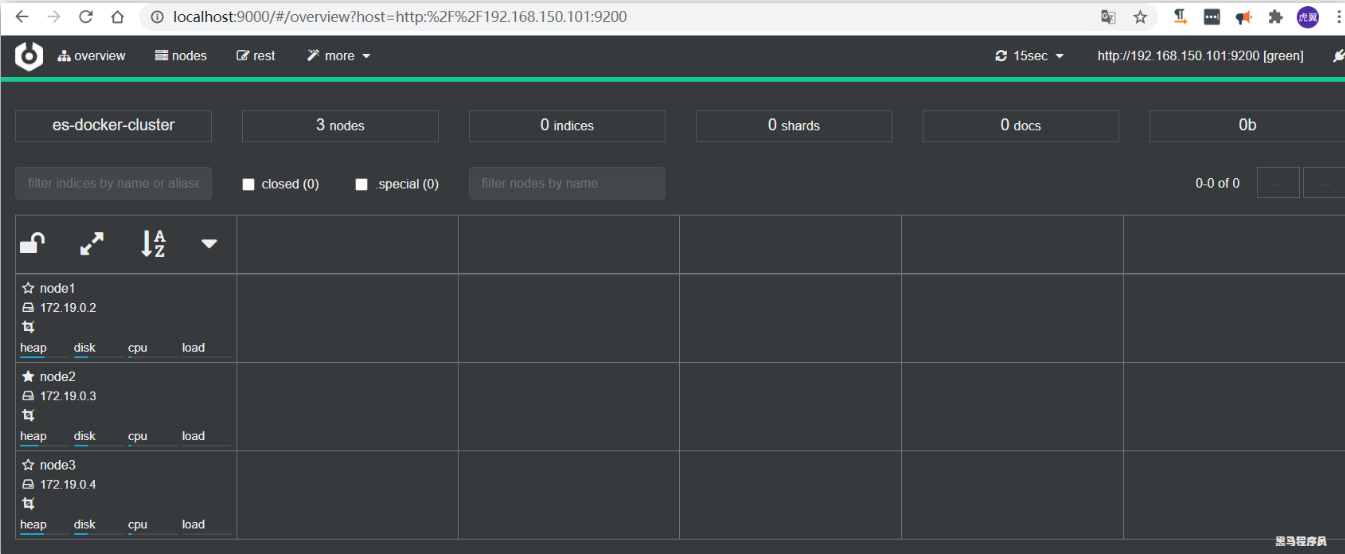 localhost:9000/#/overview?host=http:%2F%2F192.168.150.101:9200
虎翼
overview nodes rest more 15sec http://192.168.150.101:9200 [green]
es-docker-cluster 3 nodes 0 indices 0 shards 0 docs 0b
filter indices by name or aliase closed (0) .special (0) filter nodes by name 0-0 of 0
A
Z
node1
172.19.0.2
heap disk cpu load
node2
172.19.0.3
heap disk cpu load
node3
172.19.0.4
heap disk cpu load
黑马程序员